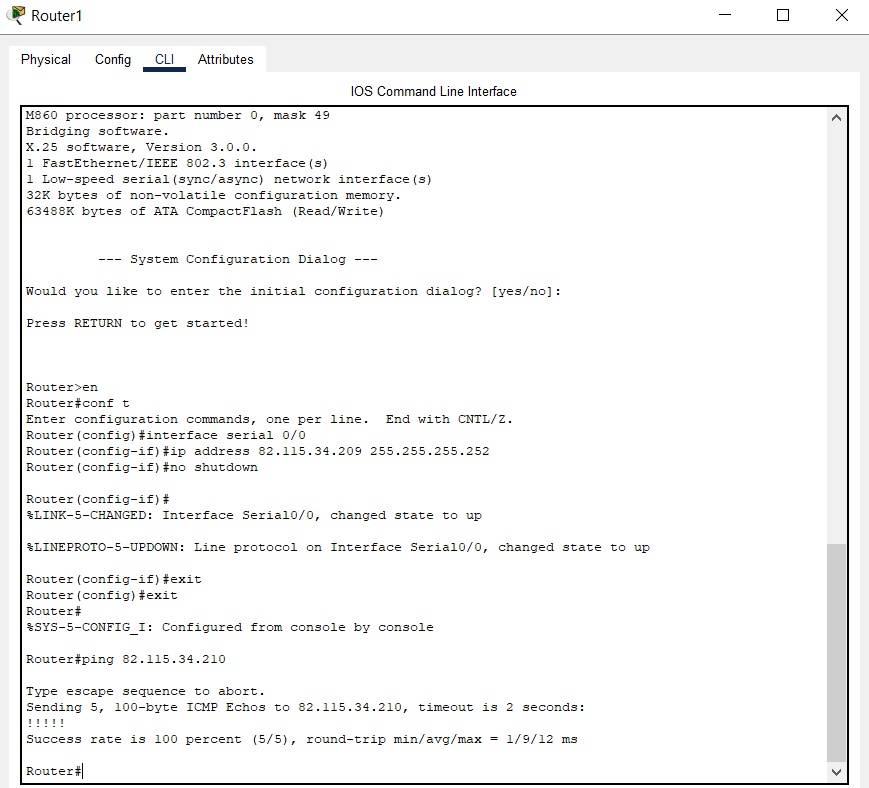 Router1
Physical Config CLI Attributes
IOS Command Line Interface
M860 processor: part number 0, mask 49
Bridging software.
X.25 software, Version 3.0.0.
1 FastEthernet/IEEE 802.3 interface(s)
1 Low-speed serial(sync/async) network interface(s)
32K bytes of non-volatile configuration memory.
63488K bytes of ATA CompactFlash (Read/Write)
--- System Configuration Dialog ---
Would you like to enter the initial configuration dialog? [yes/no]:
Press RETURN to get started!
Router>en
Router#conf t
Enter configuration commands, one per line.  End with CNTL/Z.
Router(config)#interface serial 0/0
Router(config-if)#ip address 82.115.34.209 255.255.255.252
Router(config-if)#no shutdown
Router(config-if)#
%LINK-5-CHANGED: Interface Serial0/0, changed state to up
%LINEPROTO-5-UPDOWN: Line protocol on Interface Serial0/0, changed state to up
Router(config-if)#exit
Router(config)#exit
Router#
%SYS-5-CONFIG_I: Configured from console by console
Router#ping 82.115.34.210
Type escape sequence to abort.
Sending 5, 100-byte ICMP Echos to 82.115.34.210, timeout is 2 seconds:
!!!!!
Success rate is 100 percent (5/5), round-trip min/avg/max = 1/9/12 ms
Router#